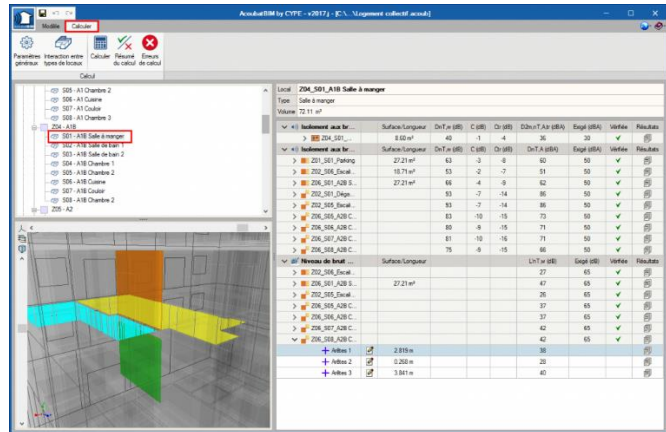 AcoubatBIM by CYPE - v2017.j - [C:\...\Logement collectif.acoub]
Modèle Calculer
Paramètres généraux
Interaction entre types de locaux
Calculer
Résumé du calcul
Erreurs de calcul
Calcul
S05 - A1 Chambre 2
S06 - A1 Cuisine
S07 - A1 Couloir
S08 - A1 Chambre 3
Z04 - A1B
S01 - A1B Salle à manger
S02 - A1B Salle de bain 1
S03 - A1B Salle de bain 2
S04 - A1B Chambre 1
S05 - A1B Chambre 2
S06 - A1B Cuisine
S07 - A1B Couloir
S08 - A1B Chambre 2
Z05 - A2
Local Z04_S01_A1B Salle à manger
Type Salle à manger
Volume 72.11 m³
Isolement aux br... Surface/Longueur DnT,w (dB) C (dB) Ctr (dB) D2m,nT,A,tr (dBA) Exigé (dBA) Vérifiée Résultats
Z04_S01_... 8.60 m² 40 -1 -4 36 30
Isolement aux br... Surface/Longueur DnT,w (dB) C (dB) Ctr (dB) DnT,A (dBA) Exigé (dBA) Vérifiée Résultats
Z01_S01_Parking 27.21 m² 63 -3 -8 60 50
Z02_S06_Escal... 18.71 m² 53 -2 -7 51 50
Z06_S01_A2B S... 27.21 m² 66 -4 -9 62 50
Z02_S01_Dége... 93 -7 -14 86 50
Z02_S05_Escal... 93 -7 -14 86 50
Z06_S05_A2B C... 83 -10 -15 73 50
Z06_S06_A2B C... 80 -9 -15 71 50
Z06_S07_A2B C... 81 -10 -16 71 50
Z06_S08_A2B C... 75 -9 -15 66 50
Niveau de bruit ... Surface/Longueur L'nT,w (dB) Exigé (dB) Vérifiée Résultats
Z02_S06_Escal... 27 65
Z06_S01_A2B S... 27.21 m² 47 65
Z02_S05_Escal... 26 65
Z06_S05_A2B C... 37 65
Z06_S06_A2B C... 37 65
Z06_S07_A2B C... 42 65
Z06_S08_A2B C... 42 65
Arêtes 1 2.819 m 38
Arêtes 2 0.268 m 28
Arêtes 3 3.841 m 40